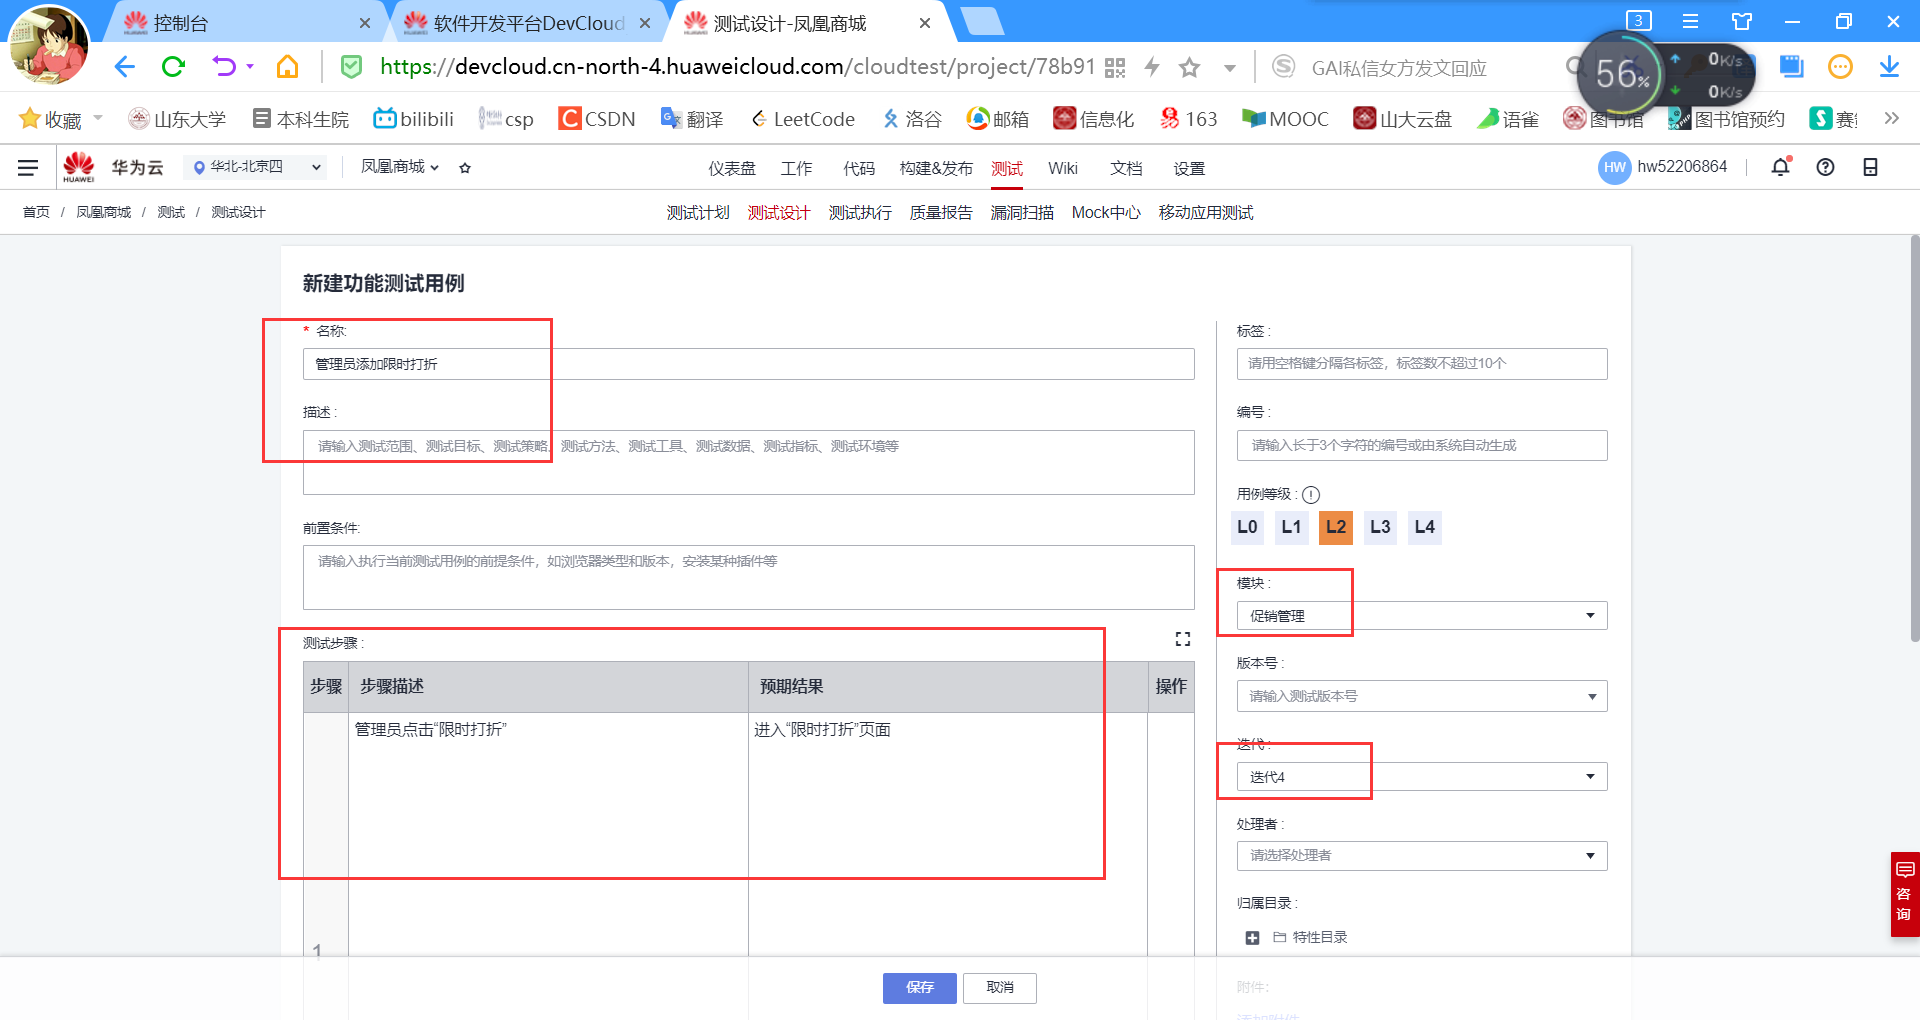 控制台
软件开发平台DevCloud
测试设计-凤凰商城
3
https://devcloud.cn-north-4.huaweicloud.com/cloudtest/project/78b91
GAI私信女方发文回应
56%
0K/s
0K/s
收藏
山东大学
本科生院
bilibili
csp
CSDN
翻译
LeetCode
洛谷
邮箱
信息化
163
MOOC
山大云盘
语雀
图书馆
图书馆预约
HUAWEI
华为云
华北-北京四
凤凰商城
仪表盘
工作
代码
构建&发布
测试
Wiki
文档
设置
HW
hw52206864
首页 / 凤凰商城 / 测试 / 测试设计
测试计划
测试设计
测试执行
质量报告
漏洞扫描
Mock中心
移动应用测试
新建功能测试用例
* 名称:
管理员添加限时打折
描述 :
请输入测试范围、测试目标、测试策略、测试方法、测试工具、测试数据、测试指标、测试环境等
前置条件:
请输入执行当前测试用例的前提条件，如浏览器类型和版本，安装某种插件等
测试步骤 :
步骤
步骤描述
预期结果
操作
1
管理员点击“限时打折”
进入“限时打折”页面
标签 :
请用空格键分隔各标签，标签数不超过10个
编号 :
请输入长于3个字符的编号或由系统自动生成
用例等级 :
L0
L1
L2
L3
L4
模块 :
促销管理
版本号 :
请输入测试版本号
迭代 :
迭代4
处理者 :
请选择处理者
归属目录 :
特性目录
附件:
添加附件
保存
取消
咨
询